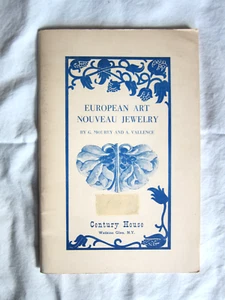 EUROPEAN ART
NOUVEAU JEWELRY
BY G. MOUREY AND A. VALLENCE
Century House
Watkins Glen, N.Y.